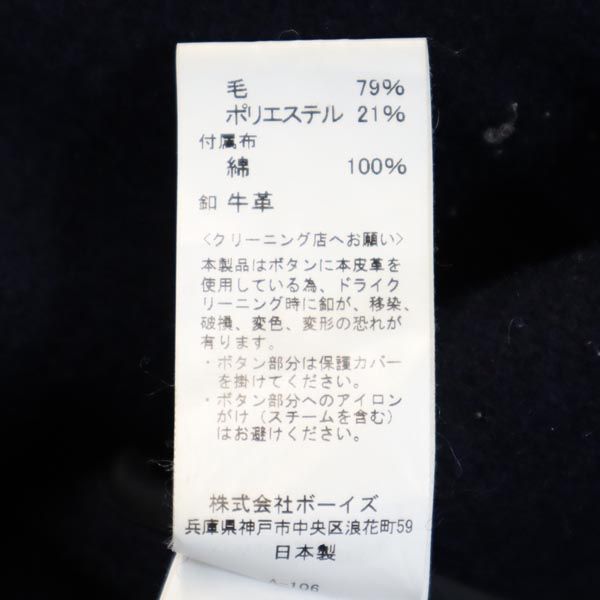 毛 79%
ポリエステル 21%
付属布
綿 100%
釦 牛革
〈クリーニング店へお願い〉
本製品はボタンに本皮革を
使用している為、ドライク
リーニング時に釦が、移染、
破損、変色、変形の恐れが
有ります。
・ボタン部分は保護カバー
を掛けてください。
・ボタン部分へのアイロン
がけ（スチームを含む）
はお避けください。
株式会社ボーイズ
兵庫県神戸市中央区浪花町59
日本製
A-106